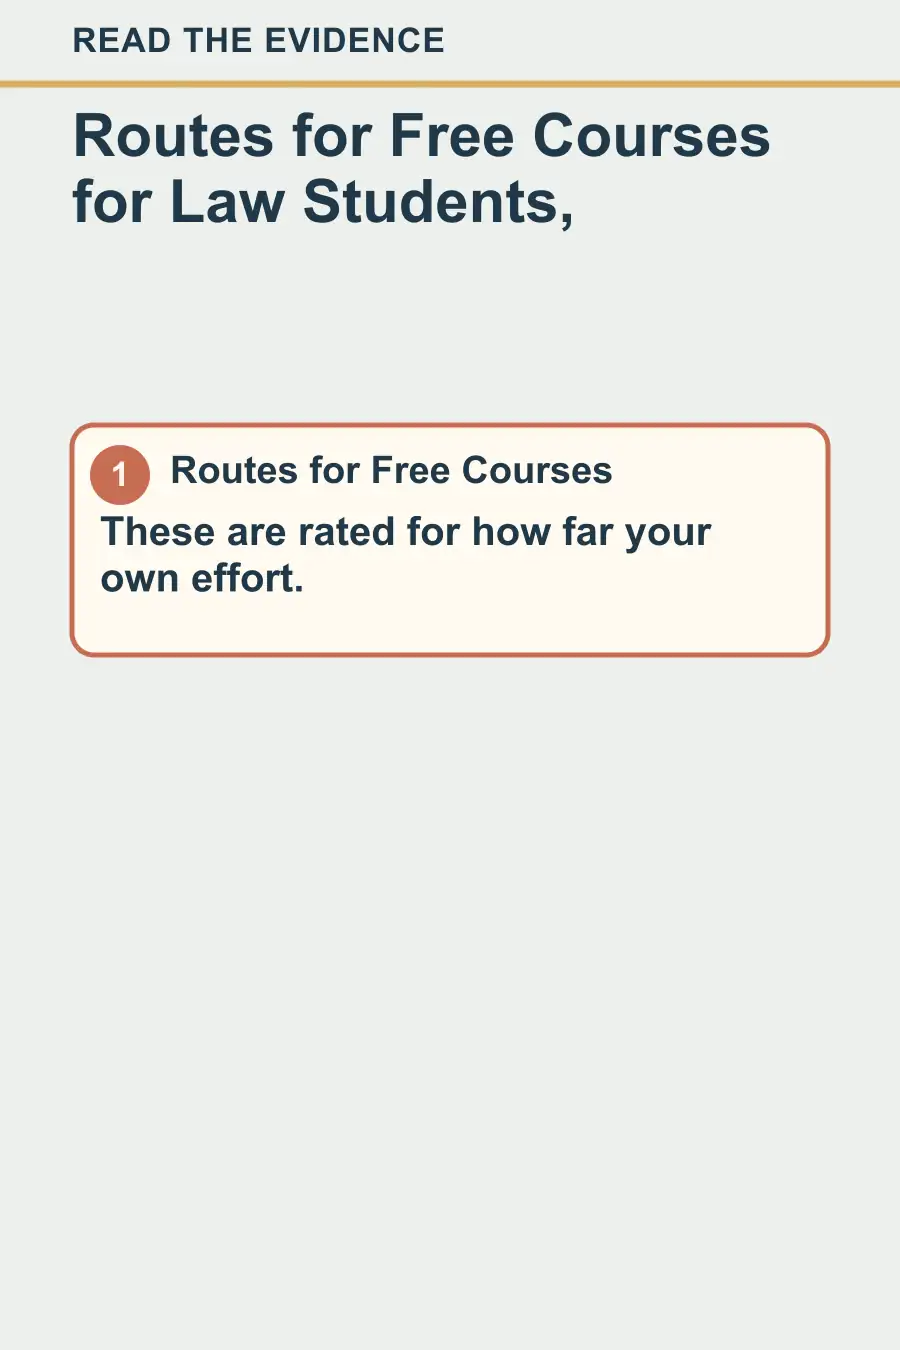 READ THE EVIDENCE
Routes for Free Courses
for Law Students,
1 Routes for Free Courses
These are rated for how far your
own effort.